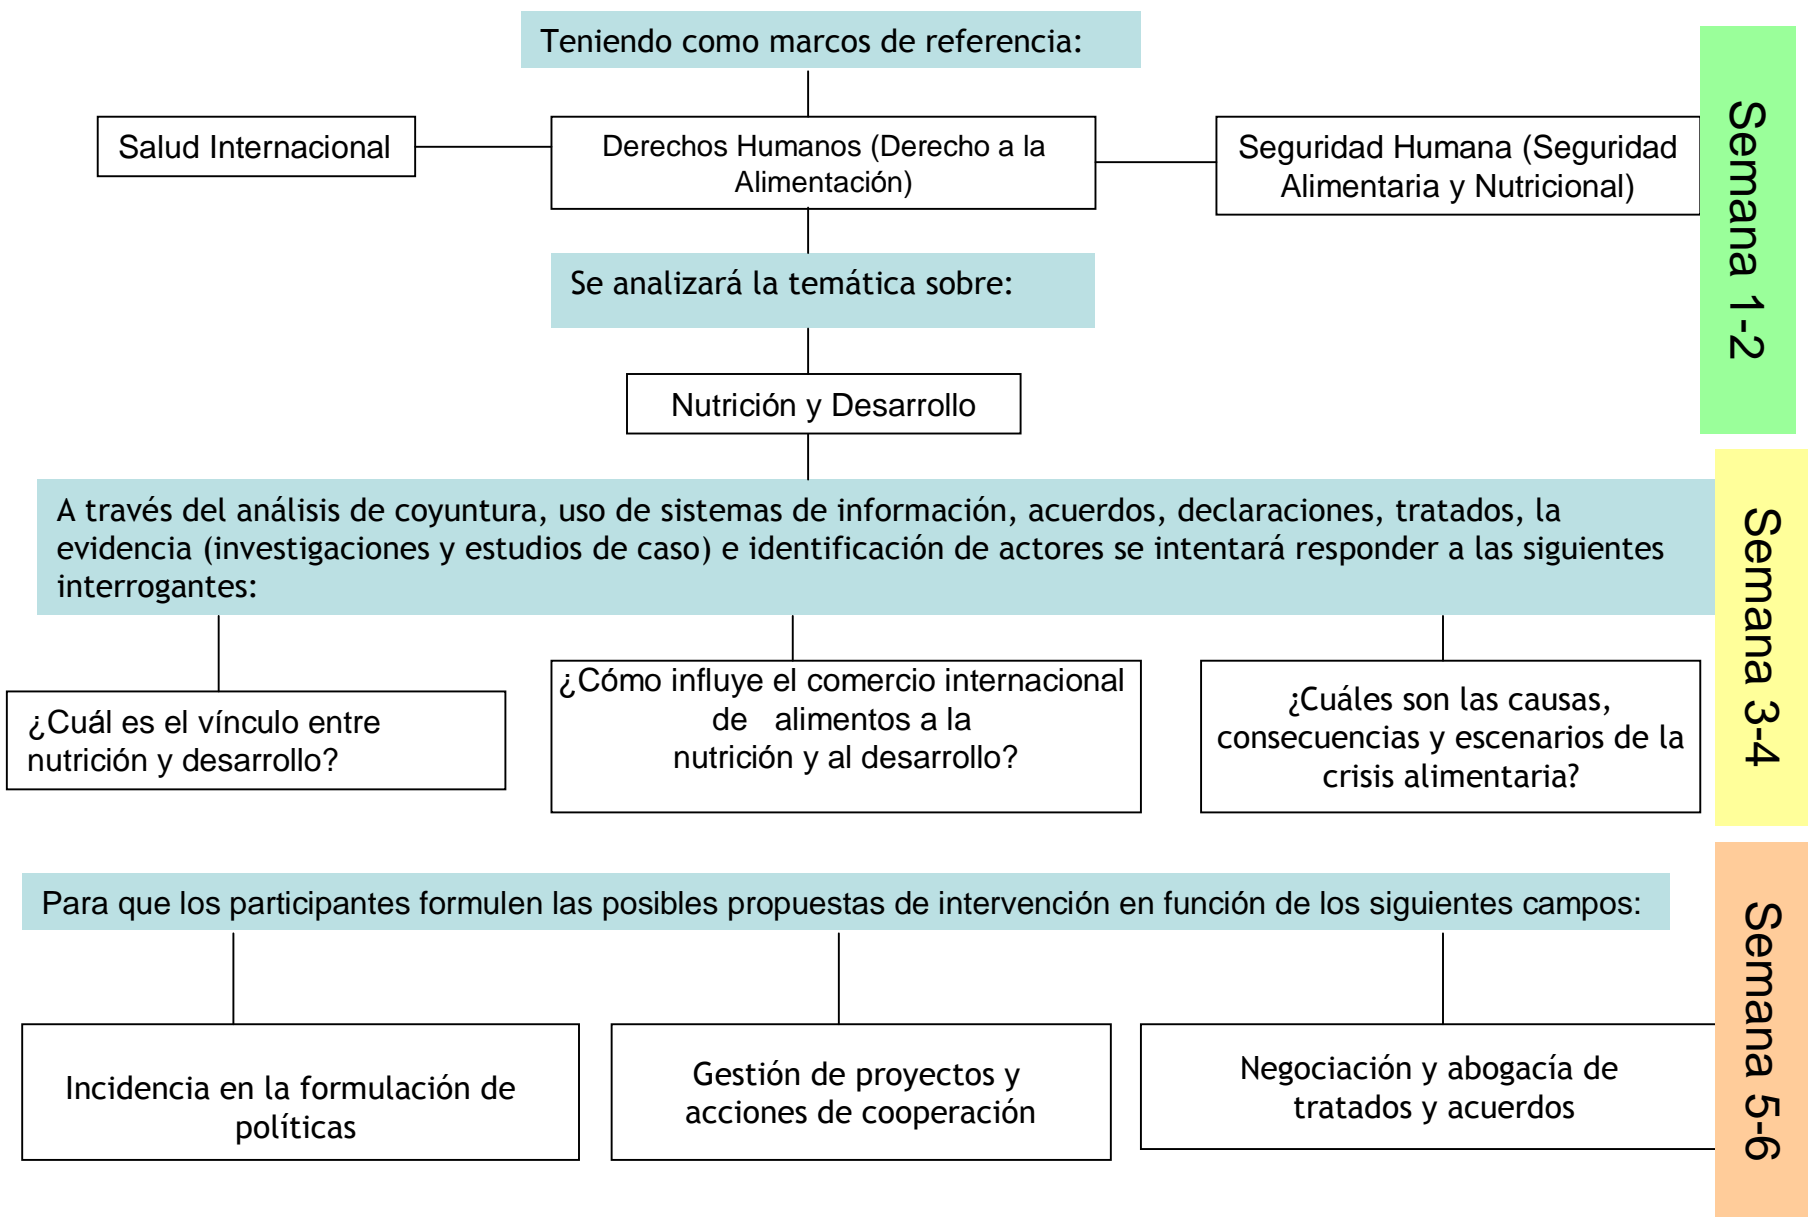 Teniendo como marcos de referencia:
Salud Internacional
Derechos Humanos (Derecho a la
Alimentación)
Seguridad Humana (Seguridad
Alimentaria y Nutricional)
Semana 1-2
Se analizará la temática sobre:
Nutrición y Desarrollo
A través del análisis de coyuntura, uso de sistemas de información, acuerdos, declaraciones, tratados, la
evidencia (investigaciones y estudios de caso) e identificación de actores se intentará responder a las siguientes
interrogantes:
Semana 3-4
¿Cuál es el vínculo entre
nutrición y desarrollo?
¿Cómo influye el comercio internacional
de alimentos a la
nutrición y al desarrollo?
¿Cuáles son las causas,
consecuencias y escenarios de la
crisis alimentaria?
Para que los participantes formulen las posibles propuestas de intervención en función de los siguientes campos:
Semana 5-6
Incidencia en la formulación de
políticas
Gestión de proyectos y
acciones de cooperación
Negociación y abogacía de
tratados y acuerdos